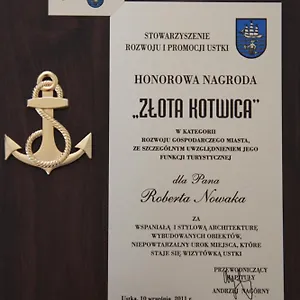 STOWARZYSZENIE
ROZWOJU I PROMOCJI USTKI
HONOROWA NAGRODA
„ZŁOTA KOTWICA”
W KATEGORII
ROZWOJU GOSPODARCZEGO MIASTA,
ZE SZCZEGÓLNYM UWZGLĘDNIENIEM JEGO
FUNKCJI TURYSTYCZNEJ
dla Pana
Roberta Nowaka
ZA
WSPANIAŁĄ I STYLOWĄ ARCHITEKTURĘ
WYBUDOWANYCH OBIEKTÓW,
NIEPOWTARZALNY UROK MIEJSCA, KTÓRE
STAJE SIĘ WIZYTÓWKĄ USTKI
PRZEWODNICZĄCY
KAPITUŁY
ANDRZEJ NAGÓRNY
Ustka, 10 września 2011 r.